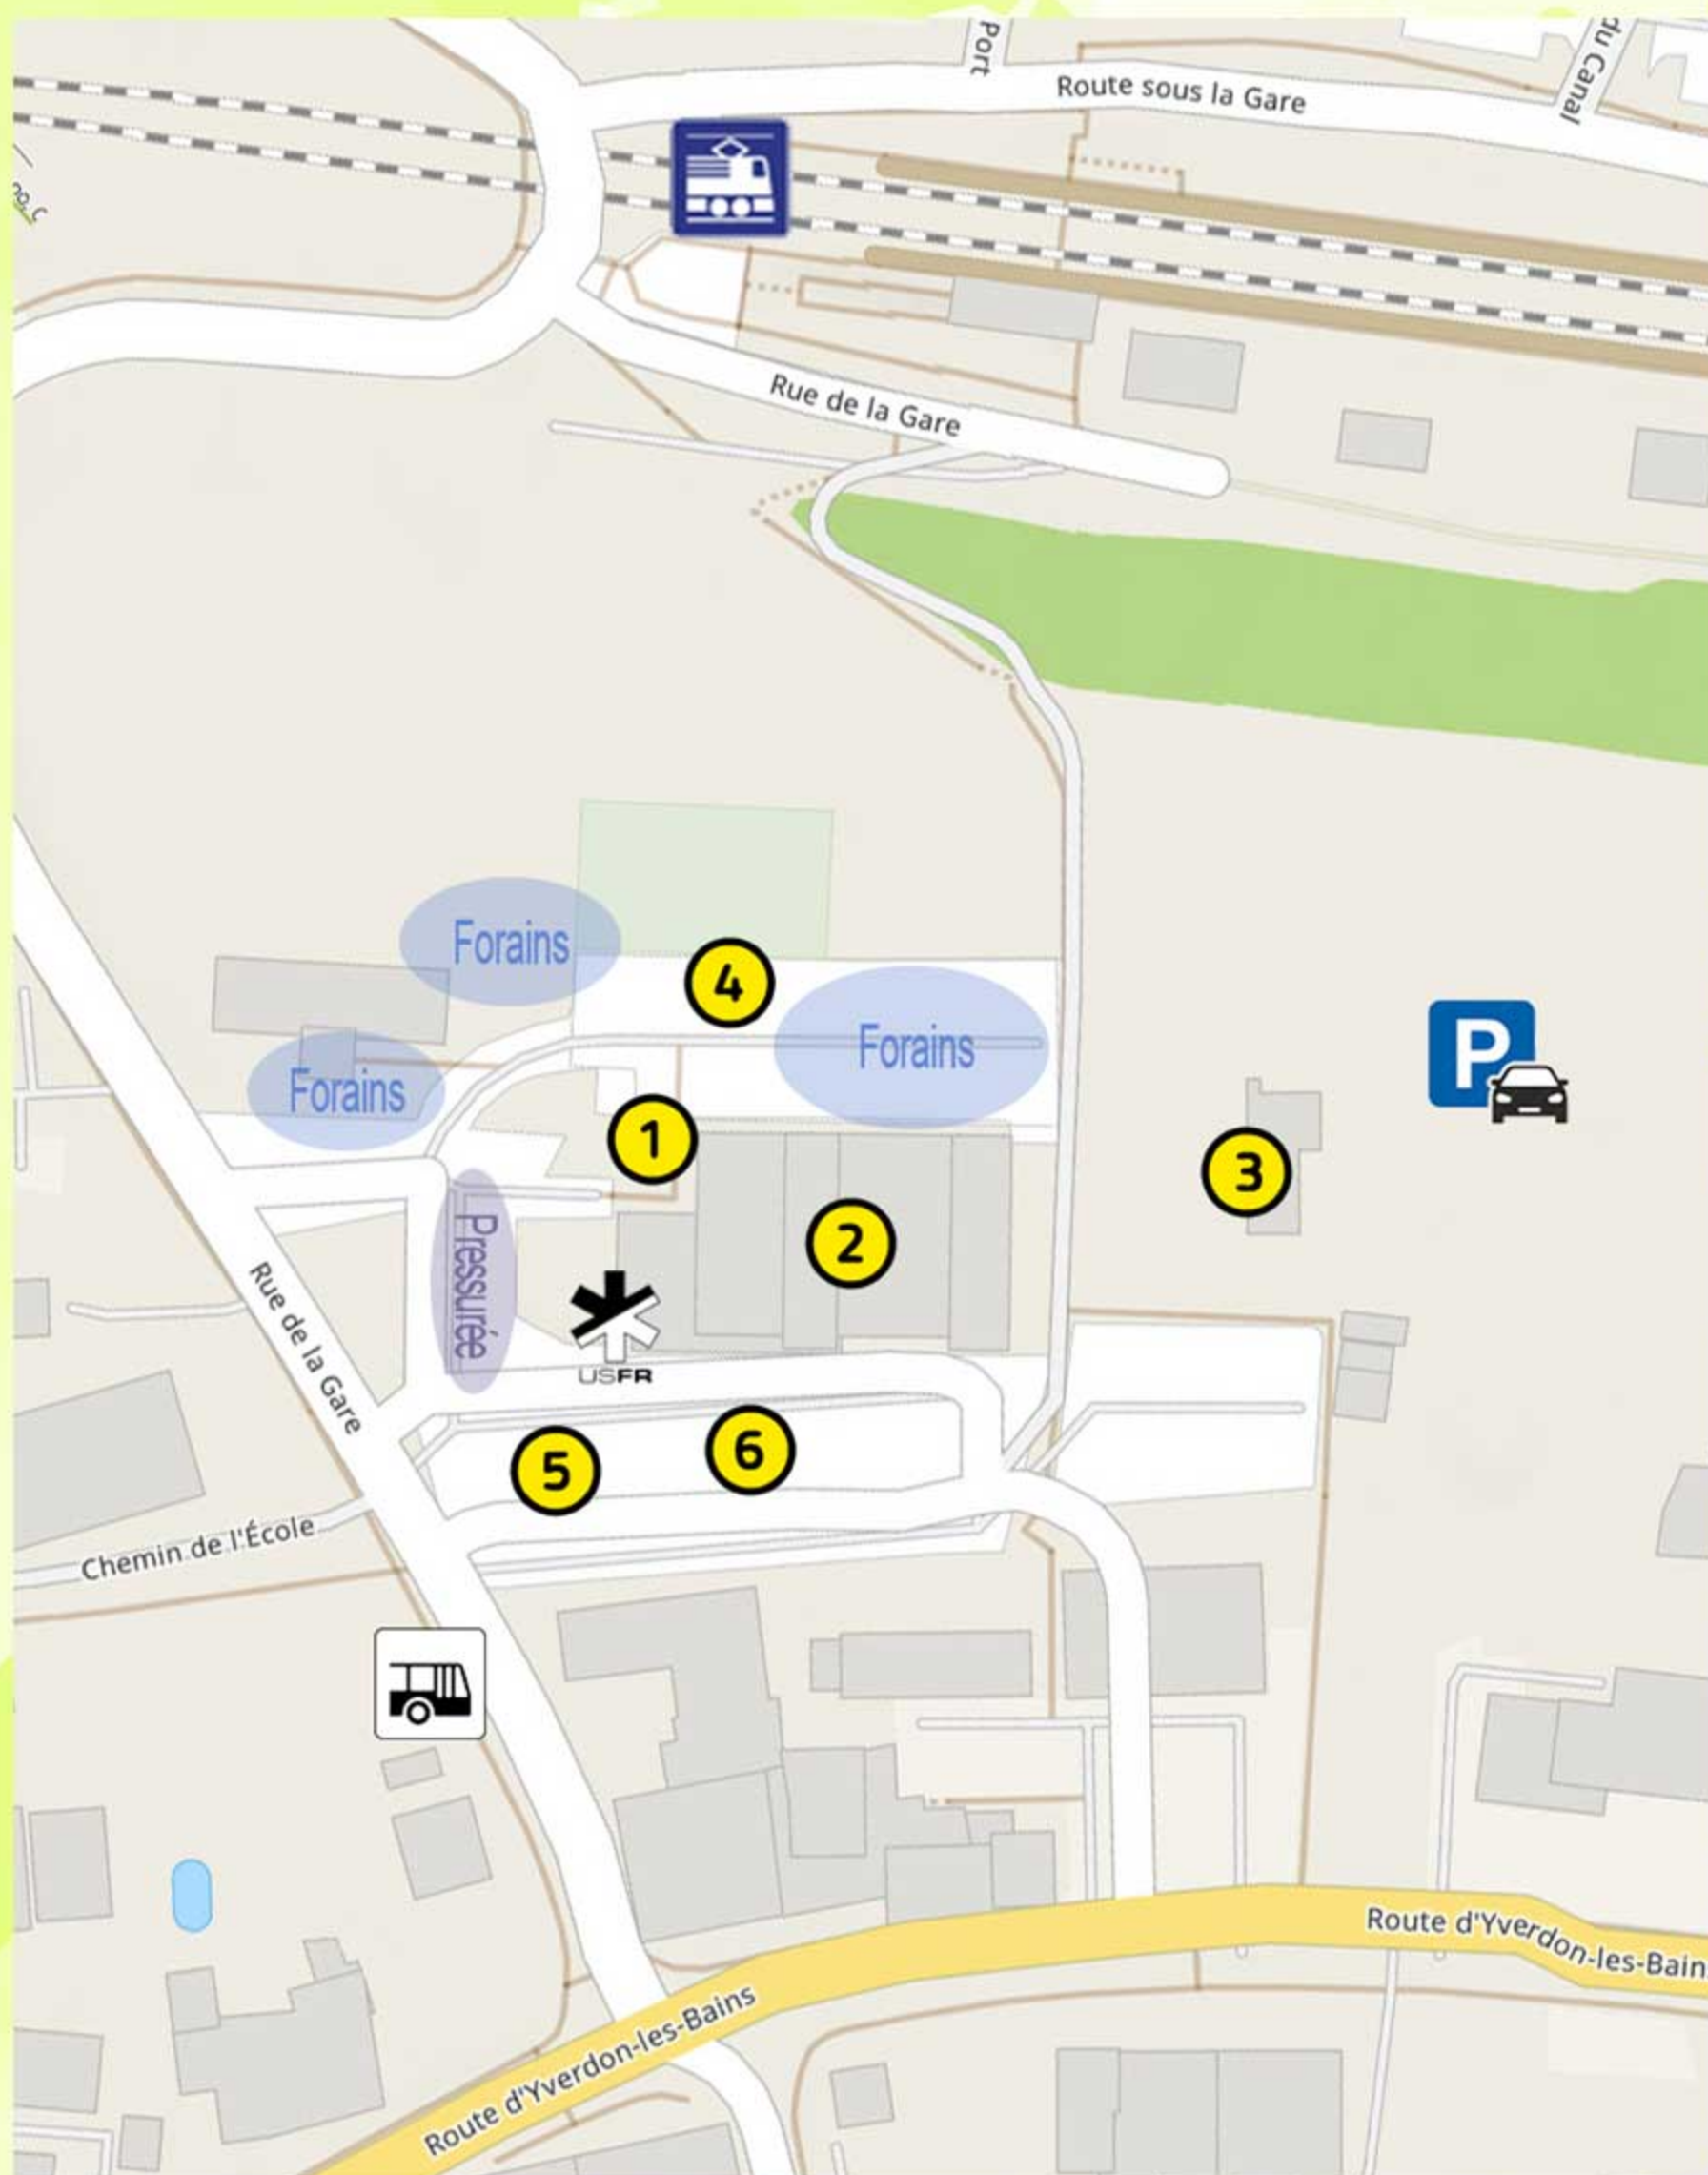 Port
Route sous la Gare
du Canal
Rue de la Gare
Forains
4
Forains
Forains
P
1
3
2
Pressurée
USFR
Rue de la Gare
6
5
Chemin de l'École
Route d'Yverdon-les-Bain
Route d'Yverdon-les-Bains